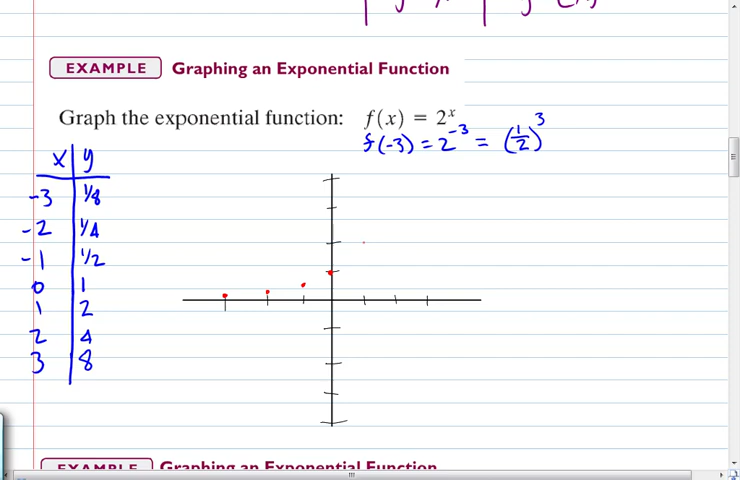 EXAMPLE Graphing an Exponential Function
Graph the exponential function: f(x) = 2^x
f(-3) = 2^-3 = (1/2)^3
x y
-3 1/8
-2 1/4
-1 1/2
0 1
1 2
2 4
3 8
EXAMPLE Graphing an Exponential Function